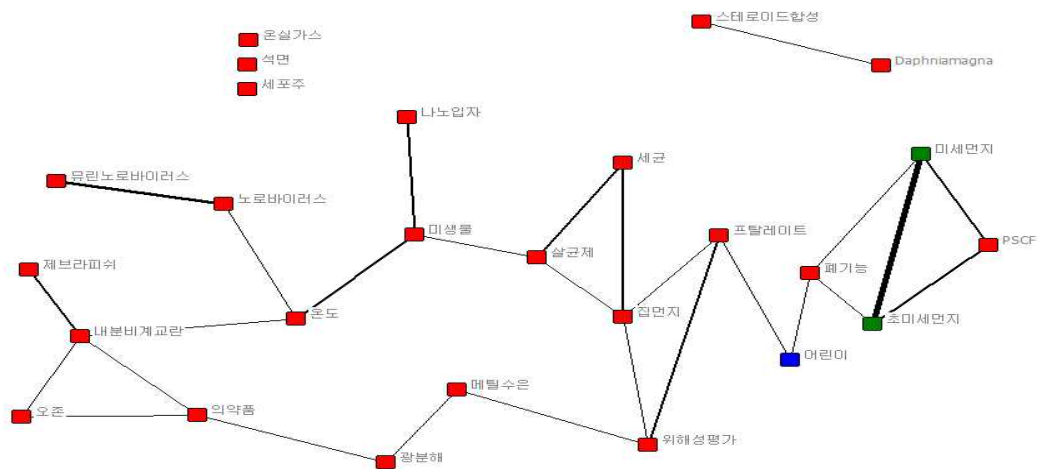 스테로이드합성
온실가스
석면
Daphniamagna
세포주
나노입자
미세먼지
세균
뮤린노로바이러스
노로바이러스
미생물
프탈레이트
PSCF
살균제
제브라피쉬
폐기능
온도
집먼지
초미세먼지
내분비계교란
어린이
메틸수은
오존
의약품
위해성평가
광분해